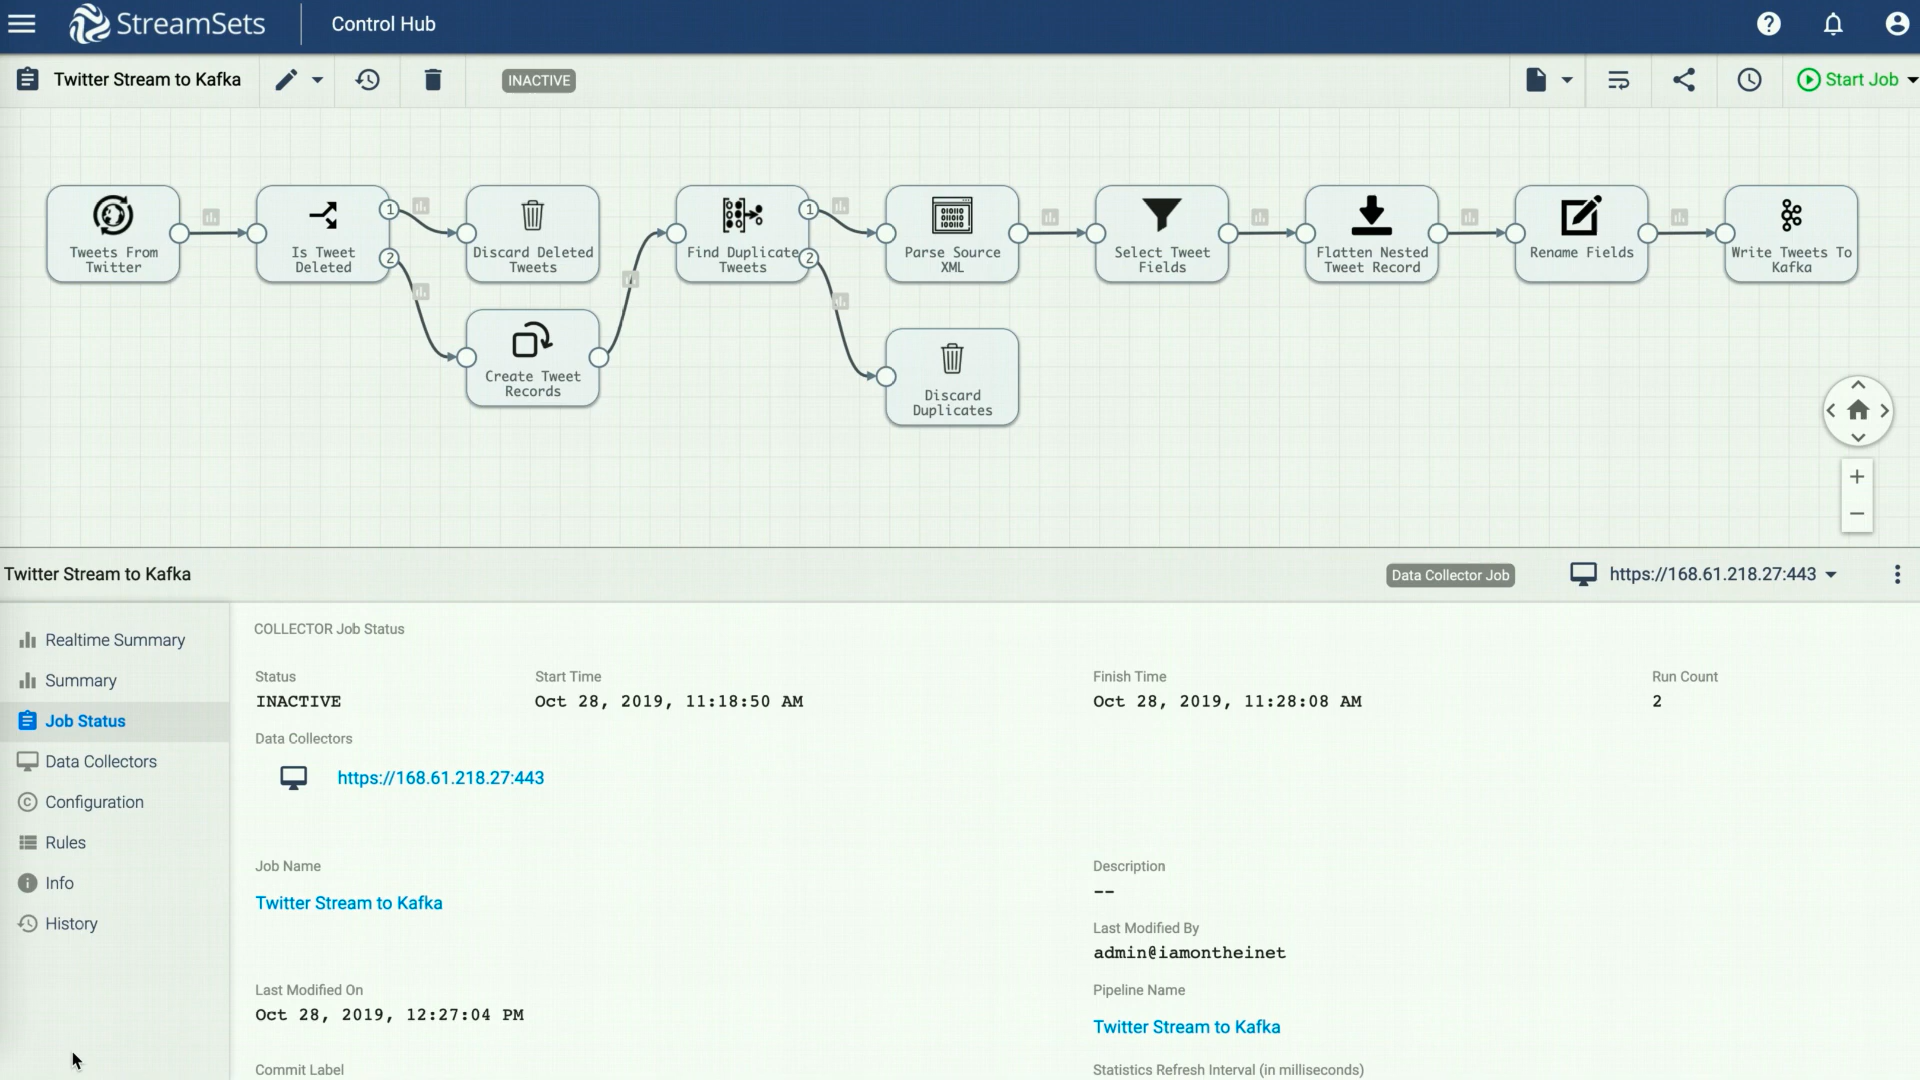 StreamSets
Control Hub
Twitter Stream to Kafka
INACTIVE
Start Job
Tweets From
Twitter
Is Tweet
Deleted
1
2
Discard Deleted
Tweets
Create Tweet
Records
Find Duplicate
Tweets
1
2
Parse Source
XML
Discard
Duplicates
Select Tweet
Fields
Flatten Nested
Tweet Record
Rename Fields
Write Tweets To
Kafka
Twitter Stream to Kafka
Data Collector Job
https://168.61.218.27:443
Realtime Summary
Summary
Job Status
Data Collectors
Configuration
Rules
Info
History
COLLECTOR Job Status
Status
INACTIVE
Start Time
Oct 28, 2019, 11:18:50 AM
Finish Time
Oct 28, 2019, 11:28:08 AM
Run Count
2
Data Collectors
https://168.61.218.27:443
Job Name
Twitter Stream to Kafka
Description
--
Last Modified By
admin@iamontheinet
Last Modified On
Oct 28, 2019, 12:27:04 PM
Pipeline Name
Twitter Stream to Kafka
Commit Label
Statistics Refresh Interval (in milliseconds)